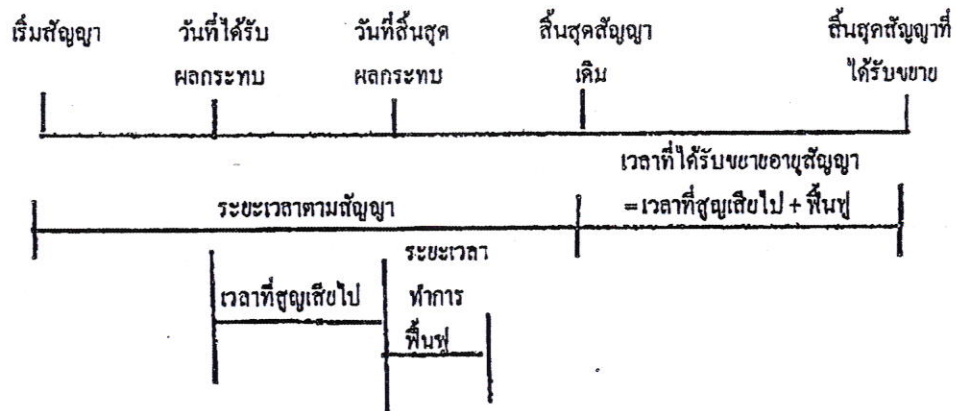 เริ่มสัญญา วันที่ได้รับ วันที่สิ้นสุด สิ้นสุดสัญญา สิ้นสุดสัญญาที่
ผลกระทบ ผลกระทบ เดิม ได้รับขยาย
เวลาที่ได้รับขยายอายุสัญญา
ระยะเวลาตามสัญญา =เวลาที่สูญเสียไป + ฟื้นฟู
ระยะเวลา
เวลาที่สูญเสียไป ทำการ
ฟื้นฟู